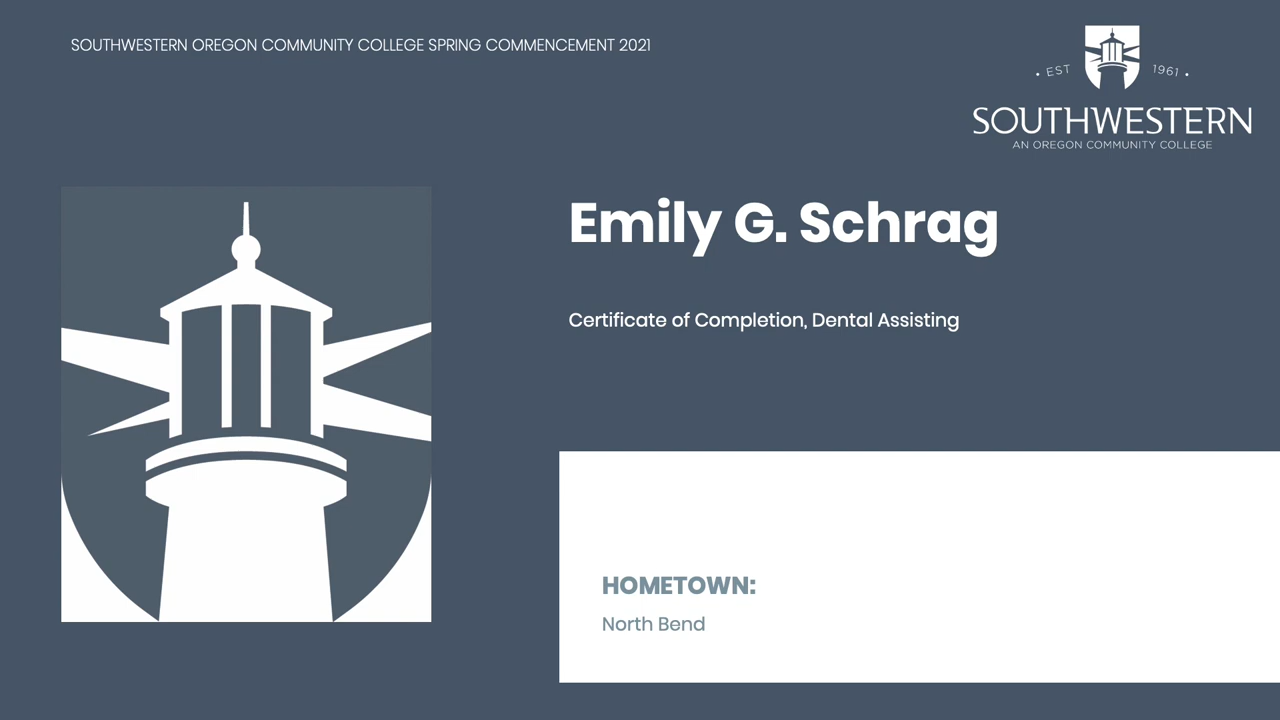 SOUTHWESTERN OREGON COMMUNITY COLLEGE SPRING COMMENCEMENT 2021
• EST 1961 •
SOUTHWESTERN
AN OREGON COMMUNITY COLLEGE
Emily G. Schrag
Certificate of Completion, Dental Assisting
HOMETOWN:
North Bend